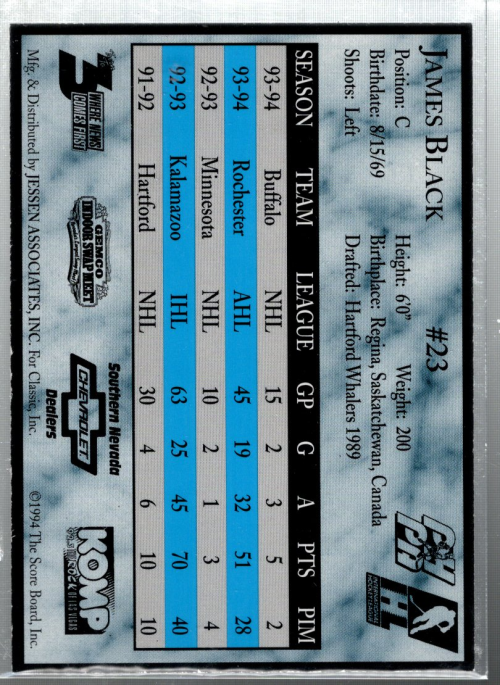 JAMES BLACK #23
Position: C Height: 6'0" Weight: 200
Birthdate: 8/15/69 Birthplace: Regina, Saskatchewan, Canada
Shoots: Left Drafted: Hartford Whalers 1989
INTERNATIONAL HOCKEY LEAGUE
SEASON TEAM LEAGUE GP G A PTS PIM
93-94 Buffalo NHL 15 2 3 5 2
93-94 Rochester AHL 45 19 32 51 28
92-93 Minnesota NHL 10 2 1 3 4
92-93 Kalamazoo IHL 63 25 45 70 40
91-92 Hartford NHL 30 4 6 10 10
3 WHERE NEWS COMES FIRST
GEMCO
INDOOR SWAP MEET
Southern Nevada
CHEVROLET
Dealers
KOMP
Mfg. & Distributed by JESSEN ASSOCIATES, INC. For Classic, Inc. ©1994 The Score Board, Inc.